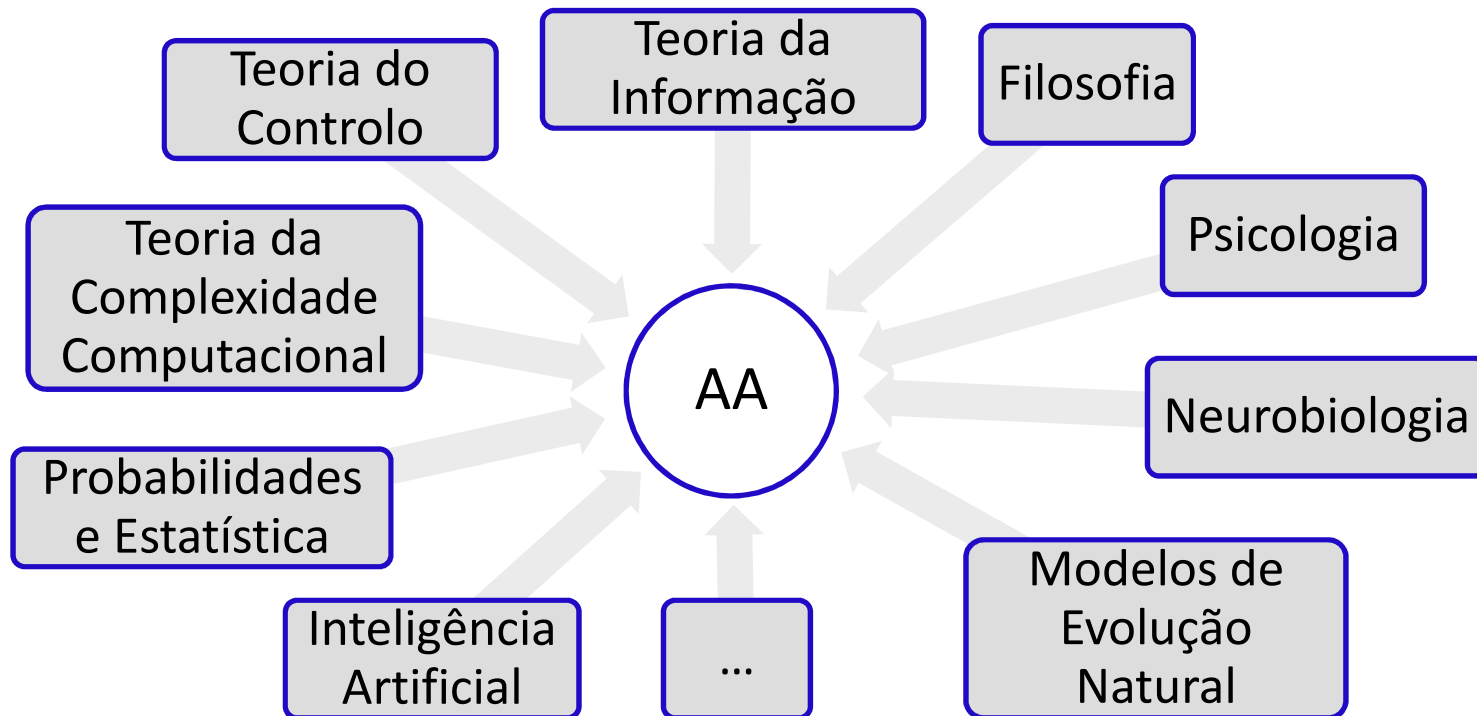 Teoria do
Controlo
Teoria da
Informação
Filosofia
Teoria da
Complexidade
Computacional
Psicologia
AA
Neurobiologia
Probabilidades
e Estatística
Inteligência
Artificial
...
Modelos de
Evolução
Natural